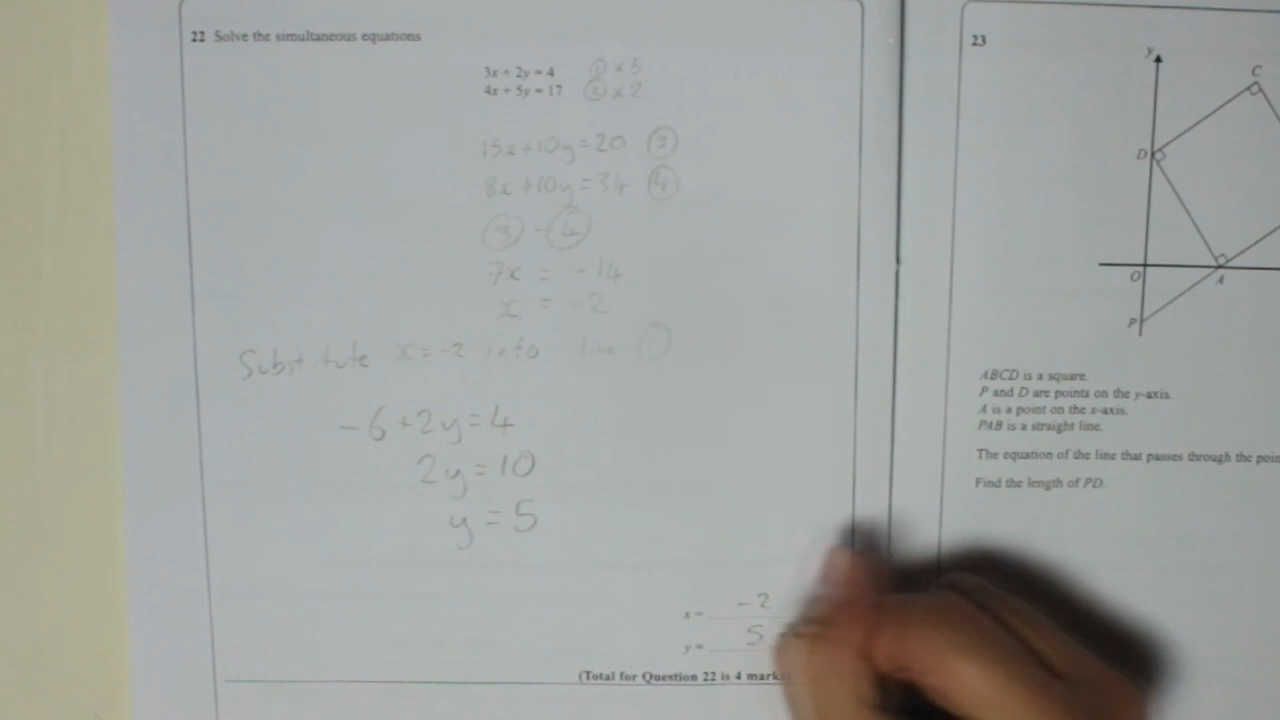 22 Solve the simultaneous equations
3x + 2y = 4 ① × 5
4x + 5y = 17 ② × 2
15x+10y=20 ③
8x+10y=34 ④
③ - ④
7x = -14
x = -2
Substitute x=-2 into line ①
-6+2y=4
2y=10
y=5
x = -2
y = 5
(Total for Question 22 is 4 marks
23
y
C
D
O
A
P
ABCD is a square.
P and D are points on the y-axis.
A is a point on the x-axis.
PAB is a straight line.
The equation of the line that passes through the
Find the length of PD